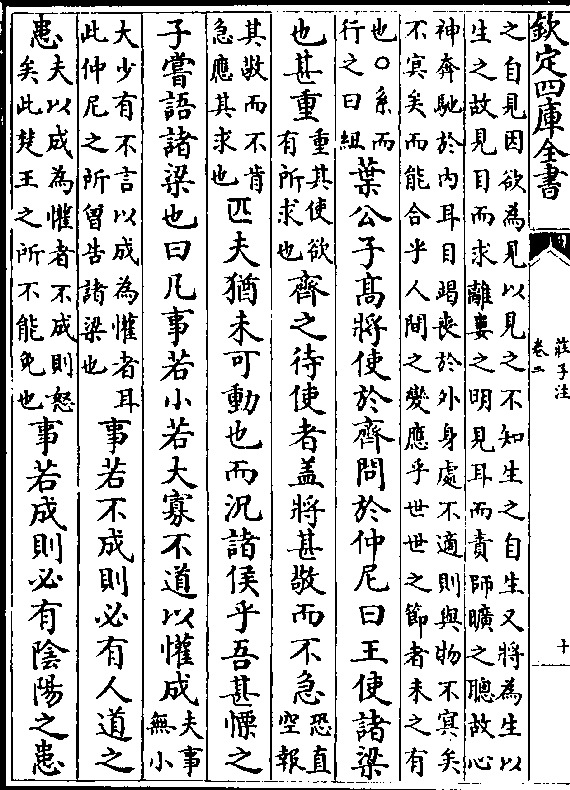 欽定四庫全書
莊子注
卷二
十
之自見因欲為見以見之不知生之自生又將為生以
生之故見目而求離婁之明見耳而責師曠之聰故心
神奔馳於內耳目竭喪於外身處不適則與物不冥矣
不冥矣而能合乎人間之變應乎世世之節者未之有
也○系而
行之曰組
葉公子髙將使於齊問於仲尼曰王使諸梁
也甚重
重其使欲
有所求也
齊之待使者盖將甚敬而不急
恐直
空報
其敬而不肯
急應其求也
匹夫猶未可動也而況諸侯乎吾甚慄之
子嘗語諸梁也曰凡事若小若大寡不道以懽成
夫事
無小
大少有不言以成為懽者耳
此仲尼之所曾告諸梁也
事若不成則必有人道之
患
夫以成為懽者不成則怒
矣此楚王之所不能免也
事若成則必有隂陽之患